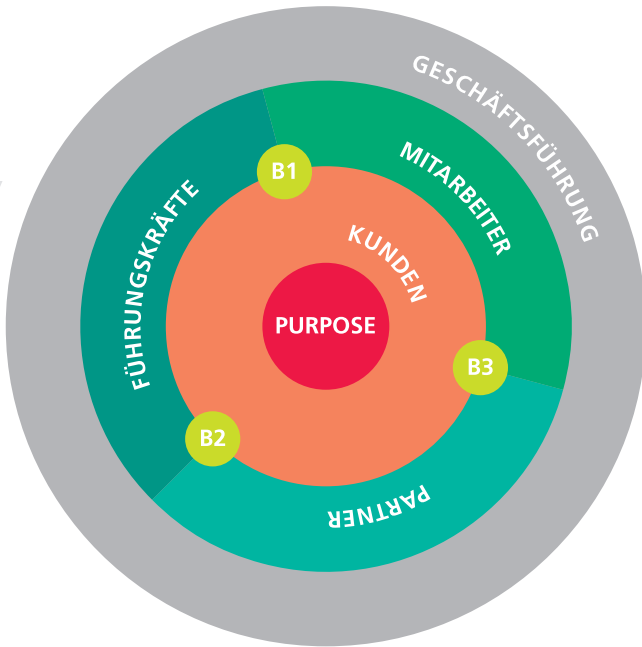 GESCHÄFTSFÜHRUNG
MITARBEITER
B1
FÜHRUNGSKRÄFTE
KUNDEN
PURPOSE
B3
B2
PARTNER